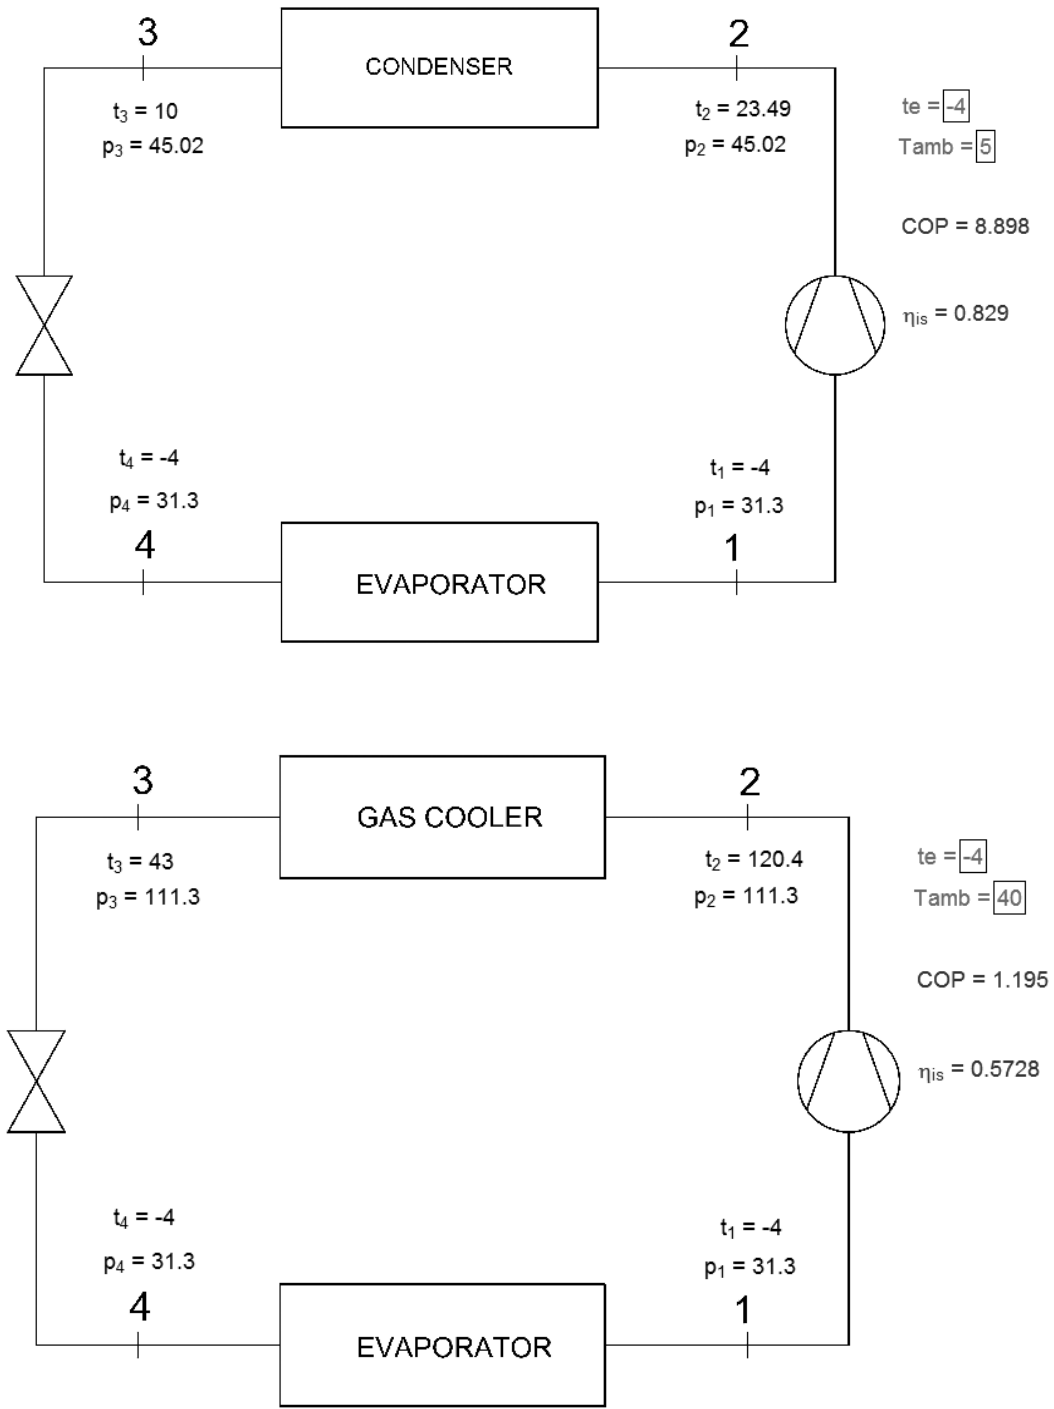 3
CONDENSER
2
t3 = 10
p3 = 45.02
t2 = 23.49
p2 = 45.02
te = -4
Tamb = 5
COP = 8.898
ηis = 0.829
t4 = -4
p4 = 31.3
4
t1 = -4
p1 = 31.3
1
EVAPORATOR
3
GAS COOLER
2
t3 = 43
p3 = 111.3
t2 = 120.4
p2 = 111.3
te = -4
Tamb = 40
COP = 1.195
ηis = 0.5728
t4 = -4
p4 = 31.3
4
t1 = -4
p1 = 31.3
1
EVAPORATOR